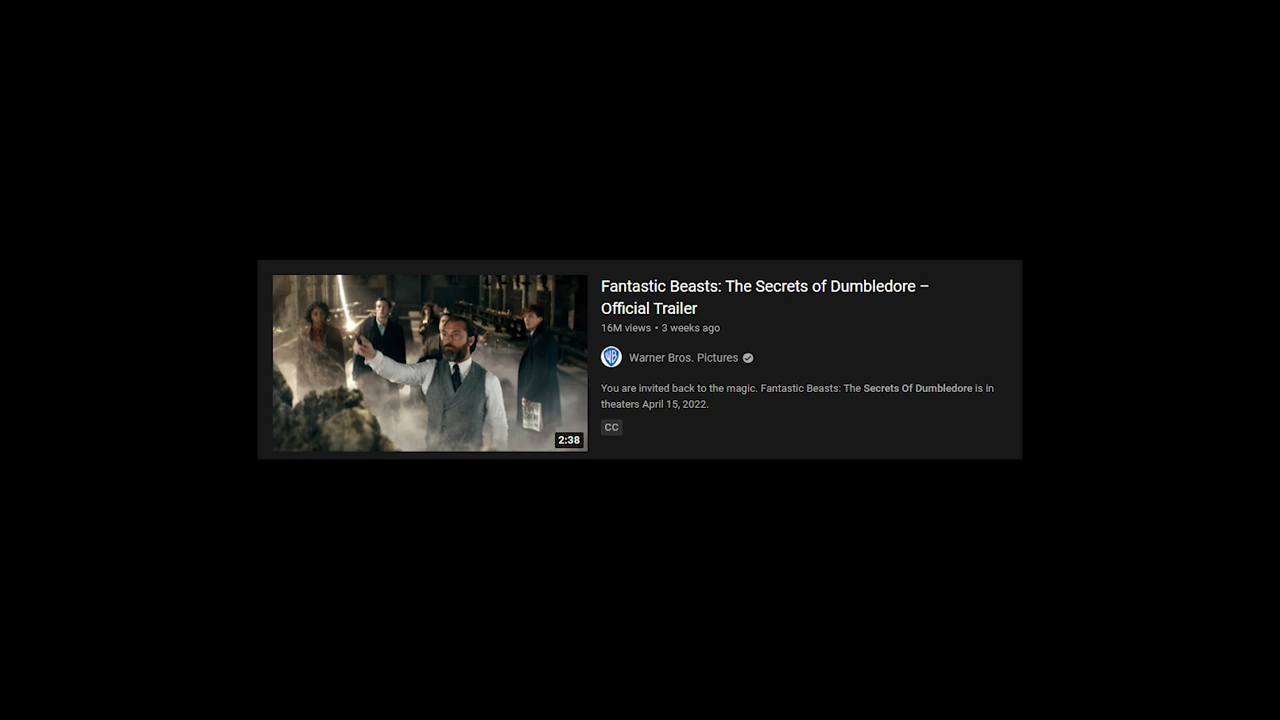 2:38
Fantastic Beasts: The Secrets of Dumbledore –
Official Trailer
16M views • 3 weeks ago
WB
Warner Bros. Pictures
You are invited back to the magic. Fantastic Beasts: The Secrets Of Dumbledore is in
theaters April 15, 2022.
CC